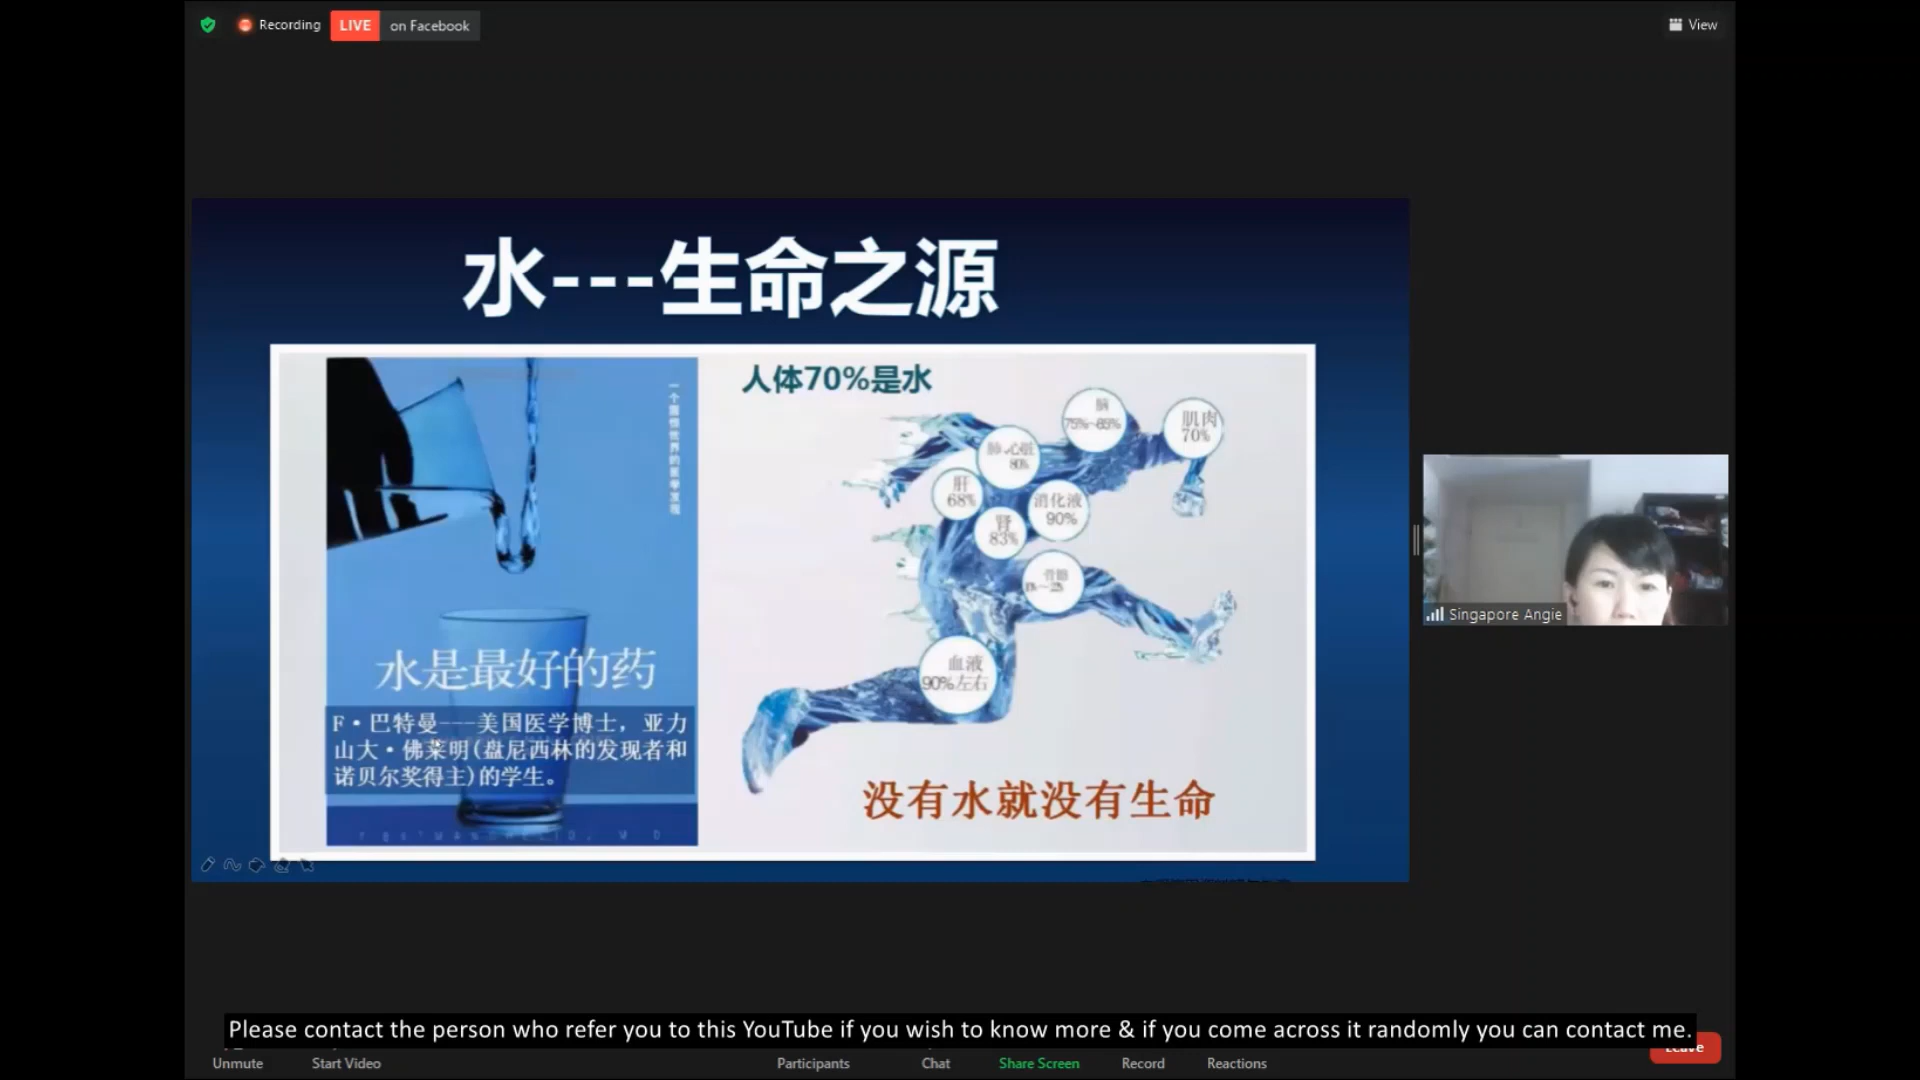 Recording
LIVE on Facebook
View
水---生命之源
人体70%是水
脑
75%~85%
肌肉
70%
肺心脏
80%
肝
68%
消化液
90%
肾
83%
血液
90%左右
水是最好的药
F·巴特曼---美国医学博士，亚力
山大·佛莱明(盘尼西林的发现者和
诺贝尔奖得主)的学生。
没有水就没有生命
Singapore Angie
Please contact the person who refer you to this YouTube if you wish to know more & if you come across it randomly you can contact me.
Unmute
Start Video
Participants
Chat
Share Screen
Record
Reactions
Leave